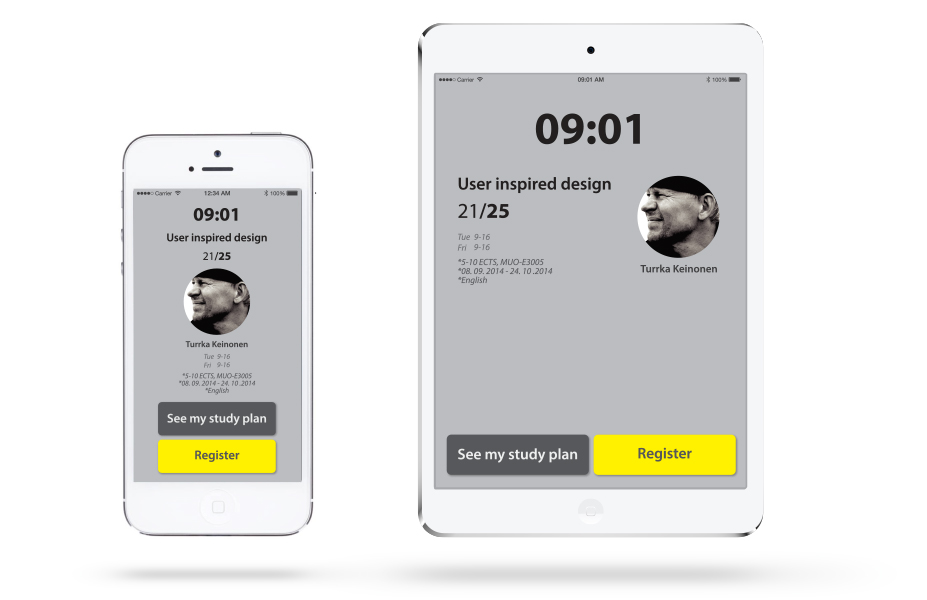 Carrier 12:34 AM 100%
09:01
User inspired design
21/25
Turrka Keinonen
Tue 9-16
Fri 9-16
*5-10 ECTS, MUO-E3005
*08. 09. 2014 - 24. 10 .2014
*English
See my study plan
Register
Carrier 09:01 AM 100%
09:01
User inspired design
21/25
Tue 9-16
Fri 9-16
*5-10 ECTS, MUO-E3005
*08. 09. 2014 - 24. 10 .2014
*English
Turrka Keinonen
See my study plan
Register